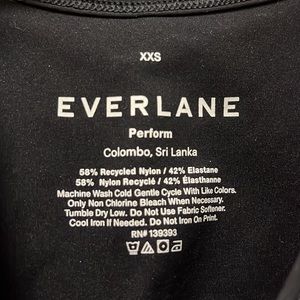 XXS
EVERLANE
Perform
Colombo, Sri Lanka
58% Recycled Nylon / 42% Elastane
58% Nylon Recyclé / 42% Élasthanne
Machine Wash Cold Gentle Cycle With Like Colors.
Only Non Chlorine Bleach When Necessary.
Tumble Dry Low. Do Not Use Fabric Softener.
Cool Iron If Needed. Do Not Iron Trims.
RN# 139393